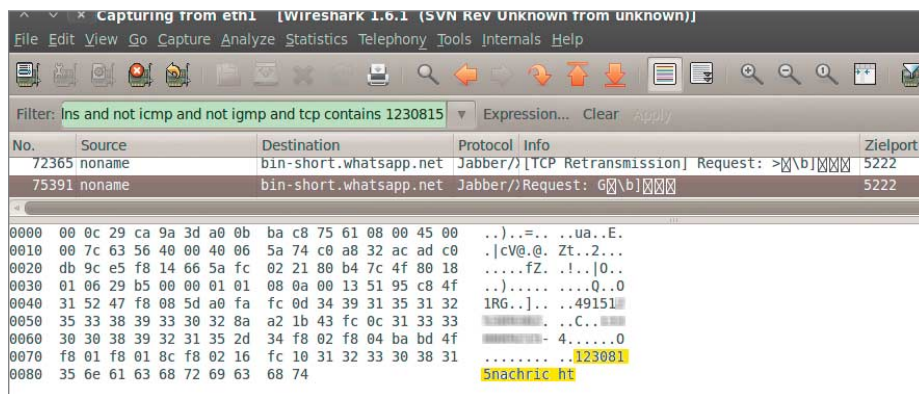 Capturing from eth1 [Wireshark 1.6.1 (SVN Rev Unknown from unknown)]
File Edit View Go Capture Analyze Statistics Telephony Tools Internals Help
Filter: lns and not icmp and not igmp and tcp contains 1230815 Expression... Clear Apply
No. Source Destination Protocol Info Zielport
72365 noname bin-short.whatsapp.net Jabber/) [TCP Retransmission] Request: >☒\b]☒☒☒ 5222
75391 noname bin-short.whatsapp.net Jabber/) Request: G☒\b]☒☒☒ 5222
0000 00 0c 29 ca 9a 3d a0 0b ba c8 75 61 08 00 45 00 ..)..=.. ..ua..E.
0010 00 7c 63 56 40 00 40 06 5a 74 c0 a8 32 ac ad c0 .|cV@.@. Zt..2...
0020 db 9c e5 f8 14 66 5a fc 02 21 80 b4 7c 4f 80 18 .....fZ. .!..|O..
0030 01 06 29 b5 00 00 01 01 08 0a 00 13 51 95 c8 4f ..)..... ....Q..O
0040 31 52 47 f8 08 5d a0 fa fc 0d 34 39 31 35 31 32 1RG..].. ..49151
0050 35 33 38 39 33 30 32 8a a2 1b 43 fc 0c 31 33 33 . ..C..
0060 30 30 38 39 32 31 35 2d 34 f8 02 f8 04 ba bd 4f - 4......O
0070 f8 01 f8 01 8c f8 02 16 fc 10 31 32 33 30 38 31 ........ ..123081
0080 35 6e 61 63 68 72 69 63 68 74 5nachric ht